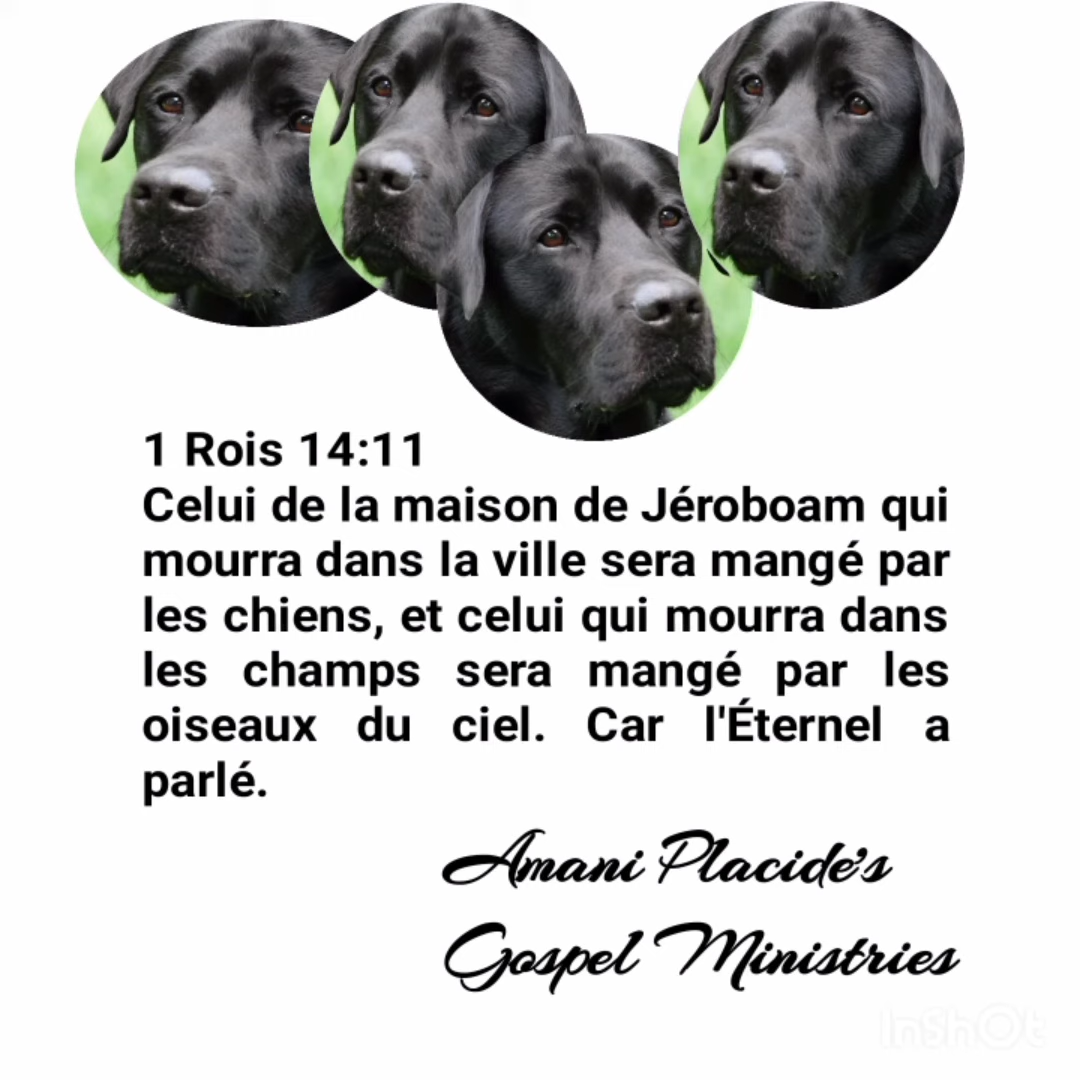 1 Rois 14:11
Celui de la maison de Jéroboam qui
mourra dans la ville sera mangé par
les chiens, et celui qui mourra dans
les champs sera mangé par les
oiseaux du ciel. Car l'Éternel a
parlé.
Amani Placide's
Gospel Ministries
InShOt